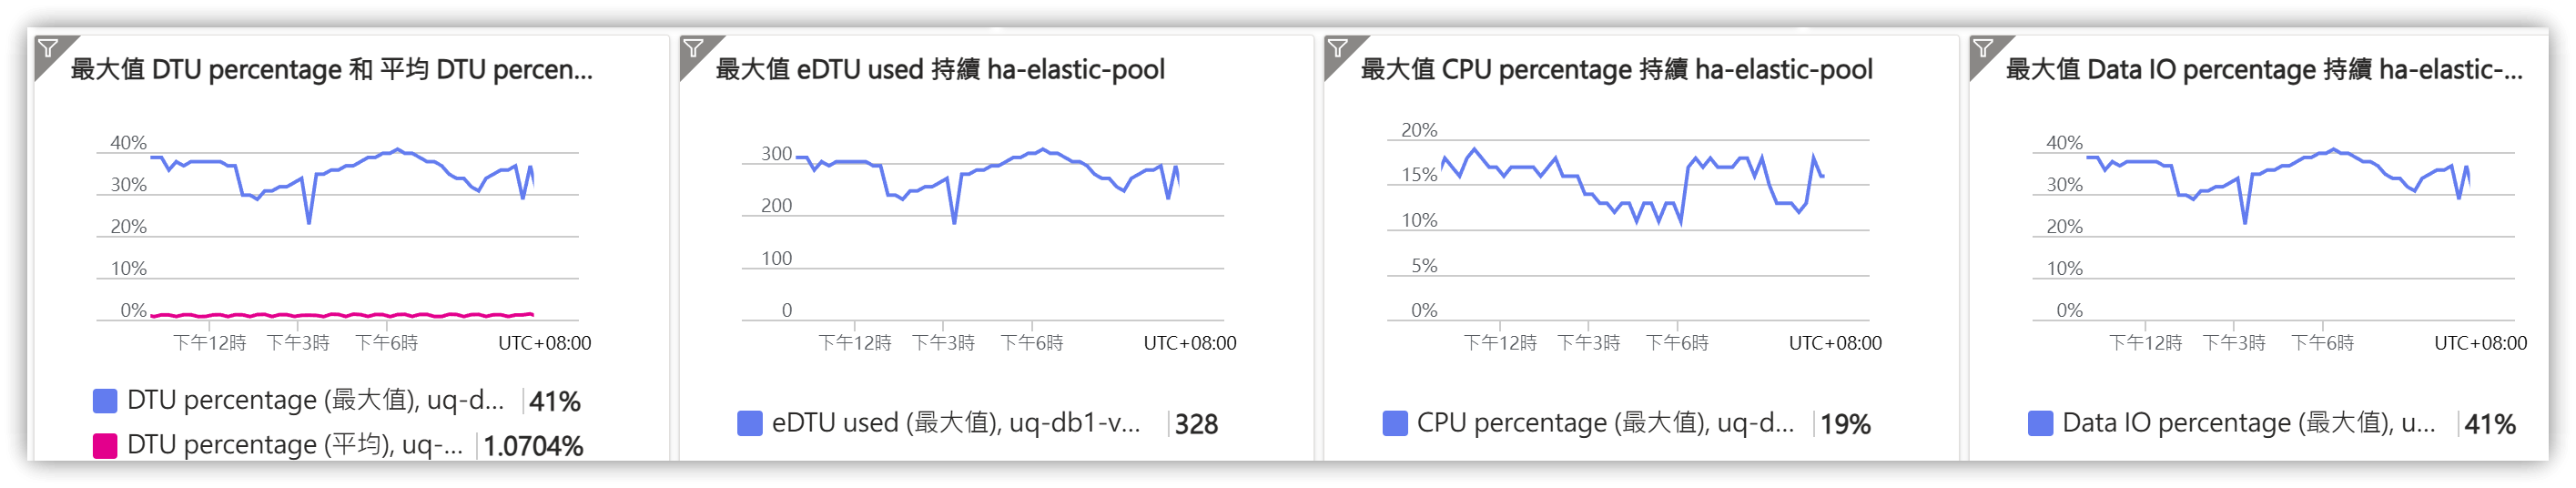 最大值 DTU percentage 和 平均 DTU percen...
40%
30%
20%
10%
0%
下午12時 下午3時 下午6時 UTC+08:00
DTU percentage (最大值), uq-d... 41%
DTU percentage (平均), uq-... 1.0704%
最大值 eDTU used 持續 ha-elastic-pool
300
200
100
0
下午12時 下午3時 下午6時 UTC+08:00
eDTU used (最大值), uq-db1-v... 328
最大值 CPU percentage 持續 ha-elastic-pool
20%
15%
10%
5%
0%
下午12時 下午3時 下午6時 UTC+08:00
CPU percentage (最大值), uq-d... 19%
最大值 Data IO percentage 持續 ha-elastic-...
40%
30%
20%
10%
0%
下午12時 下午3時 下午6時 UTC+08:00
Data IO percentage (最大值), u... 41%